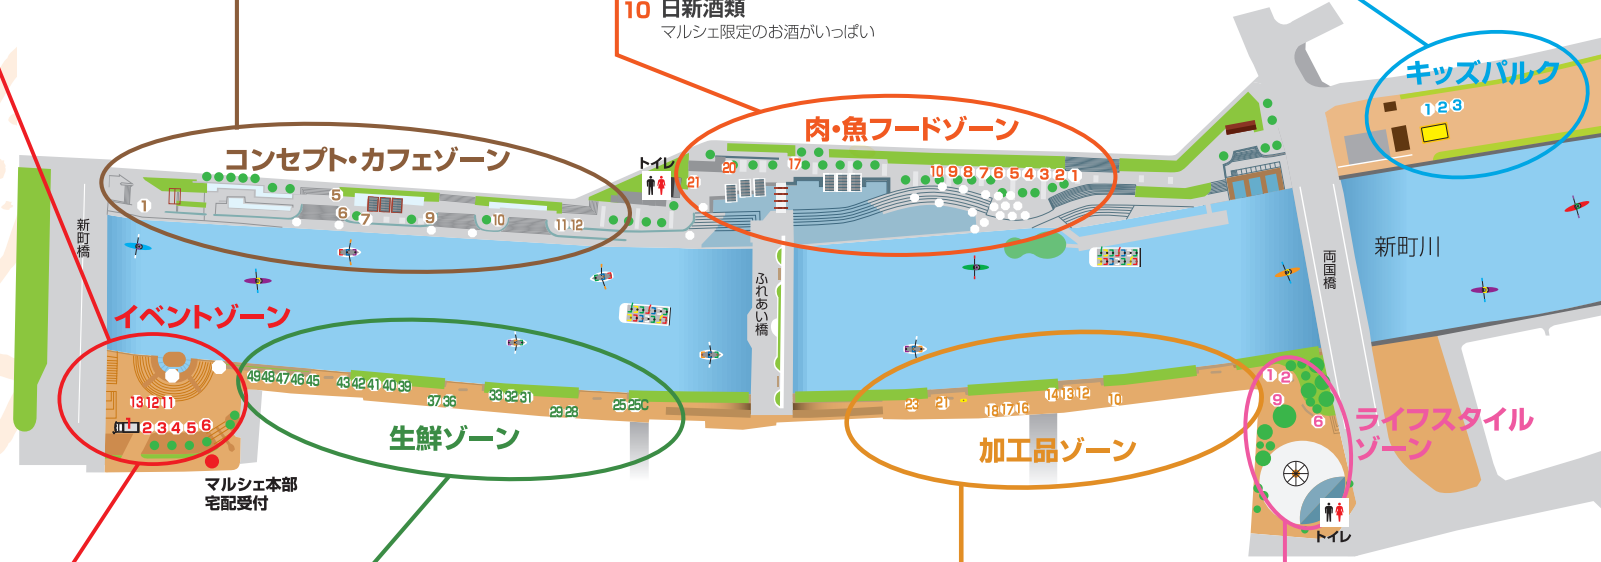 10 日新酒類
マルシェ限定のお酒がいっぱい
キッズパルク
1 2 3
肉・魚フードゾーン
コンセプト・カフェゾーン
トイレ
17
20
21
10 9 8 7 6 5 4 3 2 1
1
5
6 7
9
10
11.12
新町橋
ふれあい橋
両国橋
新町川
イベントゾーン
13 12 11
1 2 3 4 5 6
マルシェ本部
宅配受付
49 48 47 46 45
43 42 41 40 39
37 36
33 32 31
29 28
25 25C
生鮮ゾーン
23
21
18 17 16
14 13 12
10
加工品ゾーン
1 2
9
6
ライフスタイル
ゾーン
トイレ